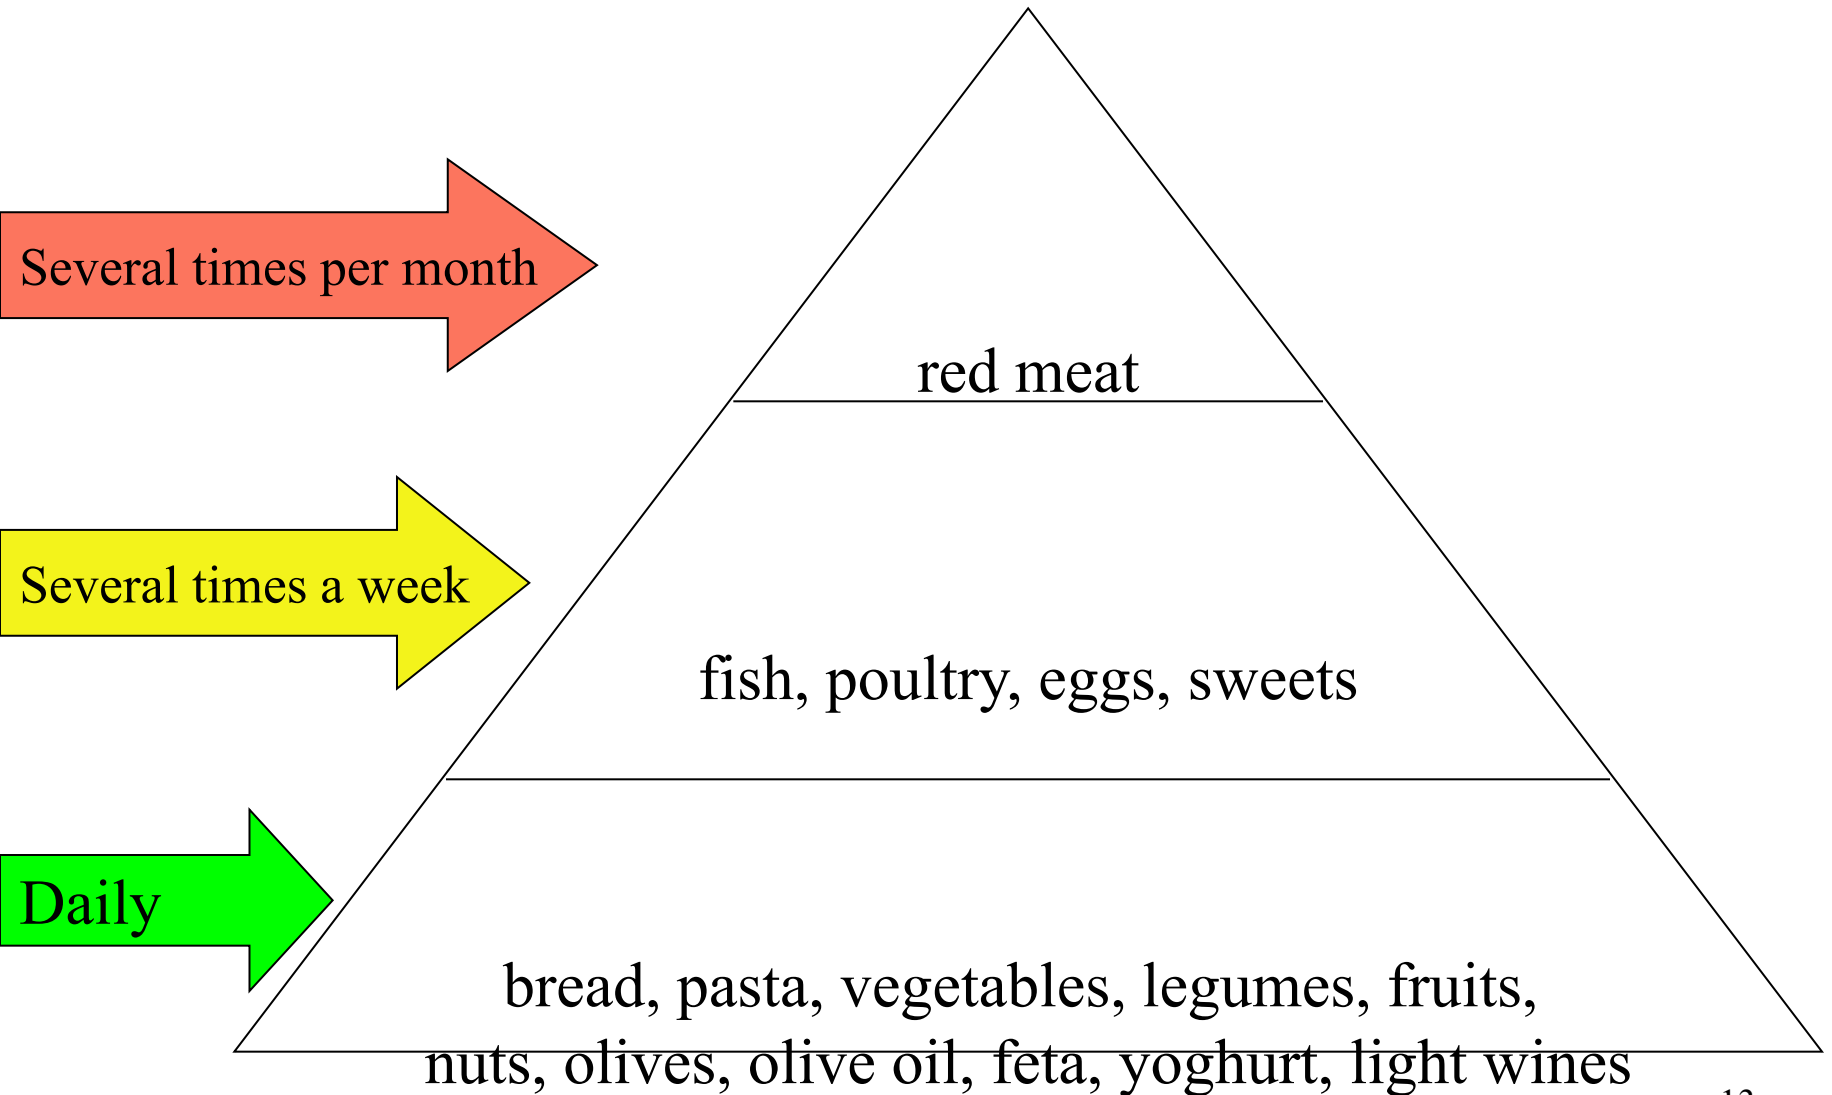 Several times per month
red meat
Several times a week
fish, poultry, eggs, sweets
Daily
bread, pasta, vegetables, legumes, fruits,
nuts, olives, olive oil, feta, yoghurt, light wines